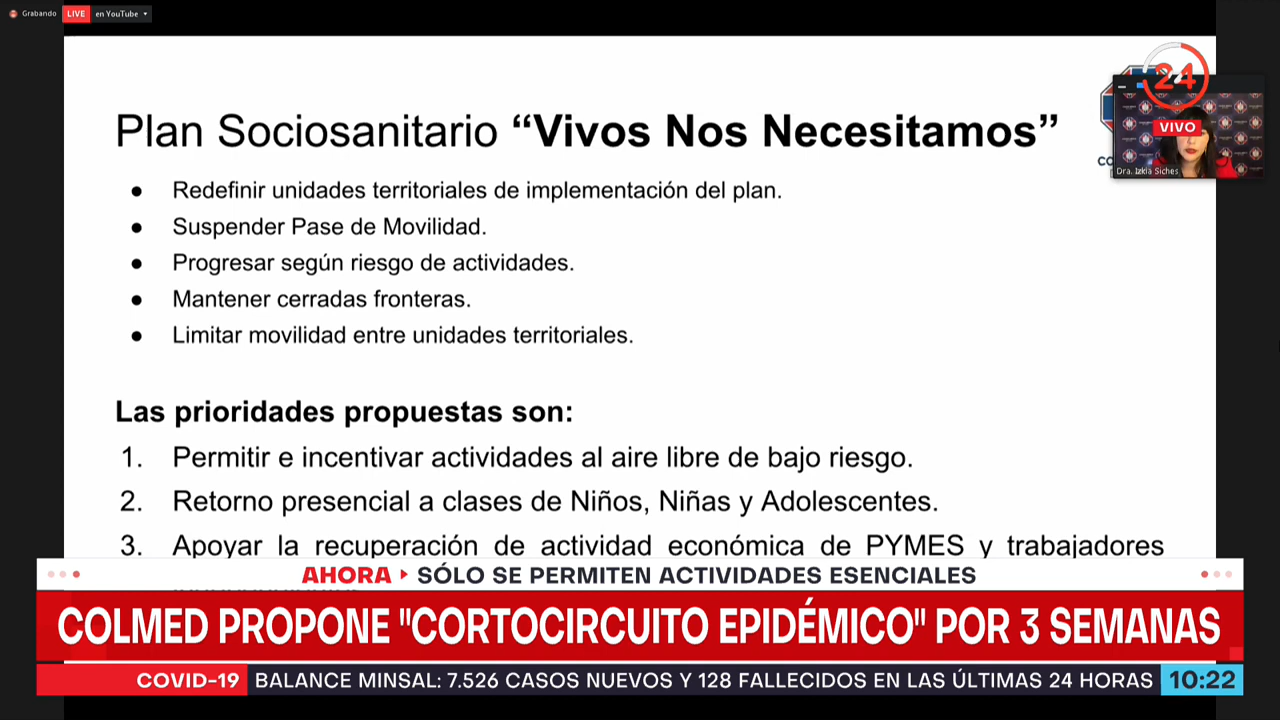 Grabando LIVE en YouTube
24
VIVO
Dra. Izkia Siches
Plan Sociosanitario “Vivos Nos Necesitamos”
● Redefinir unidades territoriales de implementación del plan.
● Suspender Pase de Movilidad.
● Progresar según riesgo de actividades.
● Mantener cerradas fronteras.
● Limitar movilidad entre unidades territoriales.
Las prioridades propuestas son:
1. Permitir e incentivar actividades al aire libre de bajo riesgo.
2. Retorno presencial a clases de Niños, Niñas y Adolescentes.
3. Apoyar la recuperación de actividad económica de PYMES y trabajadores
AHORA SÓLO SE PERMITEN ACTIVIDADES ESENCIALES
COLMED PROPONE "CORTOCIRCUITO EPIDÉMICO" POR 3 SEMANAS
COVID-19 BALANCE MINSAL: 7.526 CASOS NUEVOS Y 128 FALLECIDOS EN LAS ÚLTIMAS 24 HORAS 10:22